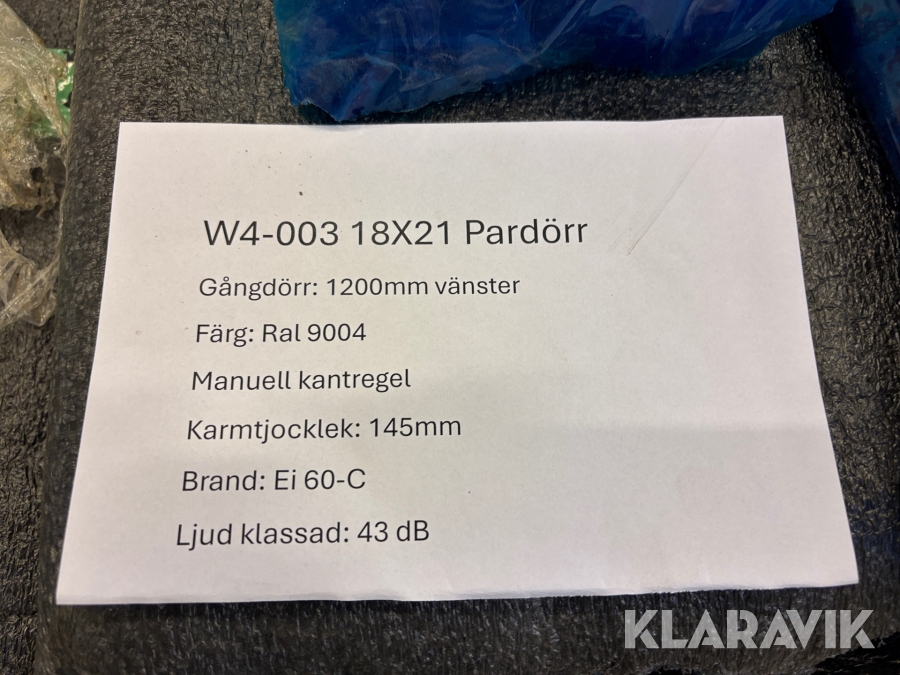 W4-003 18X21 Pardörr
Gångdörr: 1200mm vänster
Färg: Ral 9004
Manuell kantregel
Karmtjocklek: 145mm
Brand: Ei 60-C
Ljud klassad: 43 dB
KLARAVIK